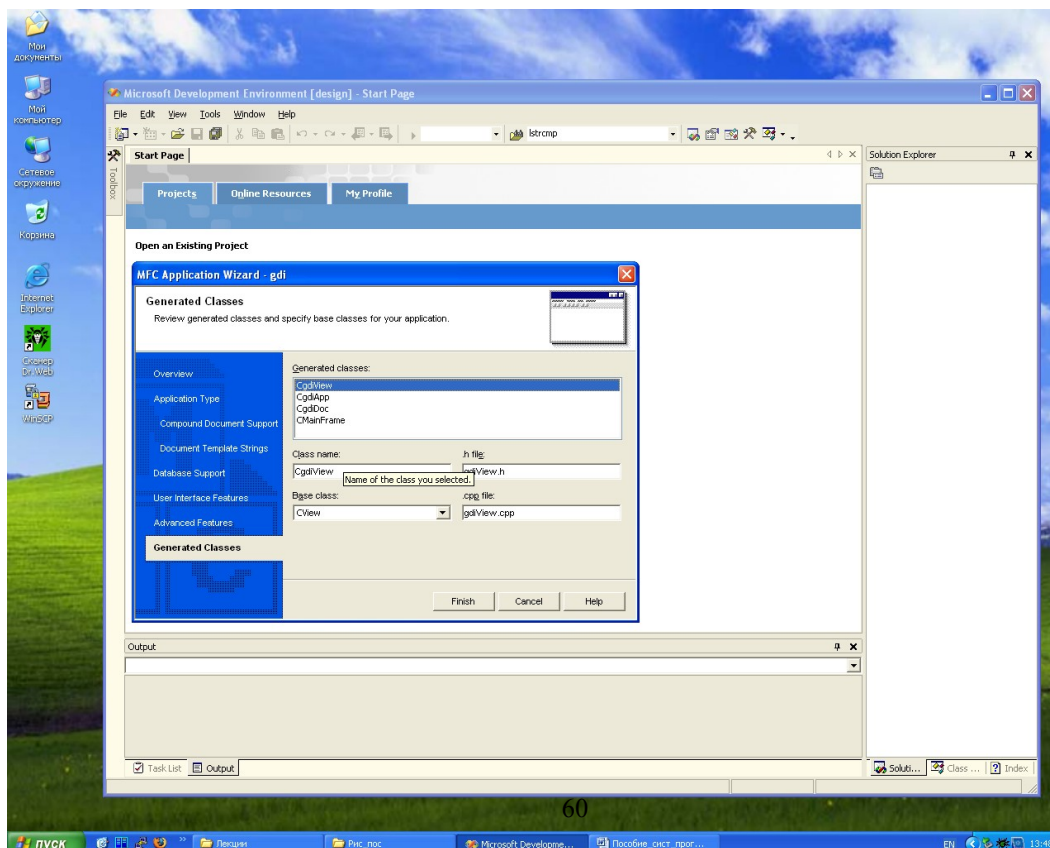 Мои документы
Мой компьютер
Сетевое окружение
Корзина
Internet Explorer
Сканер Dr.Web
WinSCP
Microsoft Development Environment [design] - Start Page
File Edit View Tools Window Help
lstrcmp
Toolbox
Start Page
Solution Explorer
Projects Online Resources My Profile
Open an Existing Project
MFC Application Wizard - gdi
Generated Classes
Review generated classes and specify base classes for your application.
Overview
Application Type
Compound Document Support
Document Template Strings
Database Support
User Interface Features
Advanced Features
Generated Classes
Generated classes:
CgdiView
CgdiApp
CgdiDoc
CMainFrame
Class name:
.h file:
CgdiView
gdiView.h
Name of the class you selected.
Base class:
.cpp file:
CView
gdiView.cpp
Finish Cancel Help
Output
Task List Output
Soluti... Class ... Index
60
пуск
Лекции
Рис_пос
Microsoft Developme...
Пособие_сист_прог...
EN
13:48